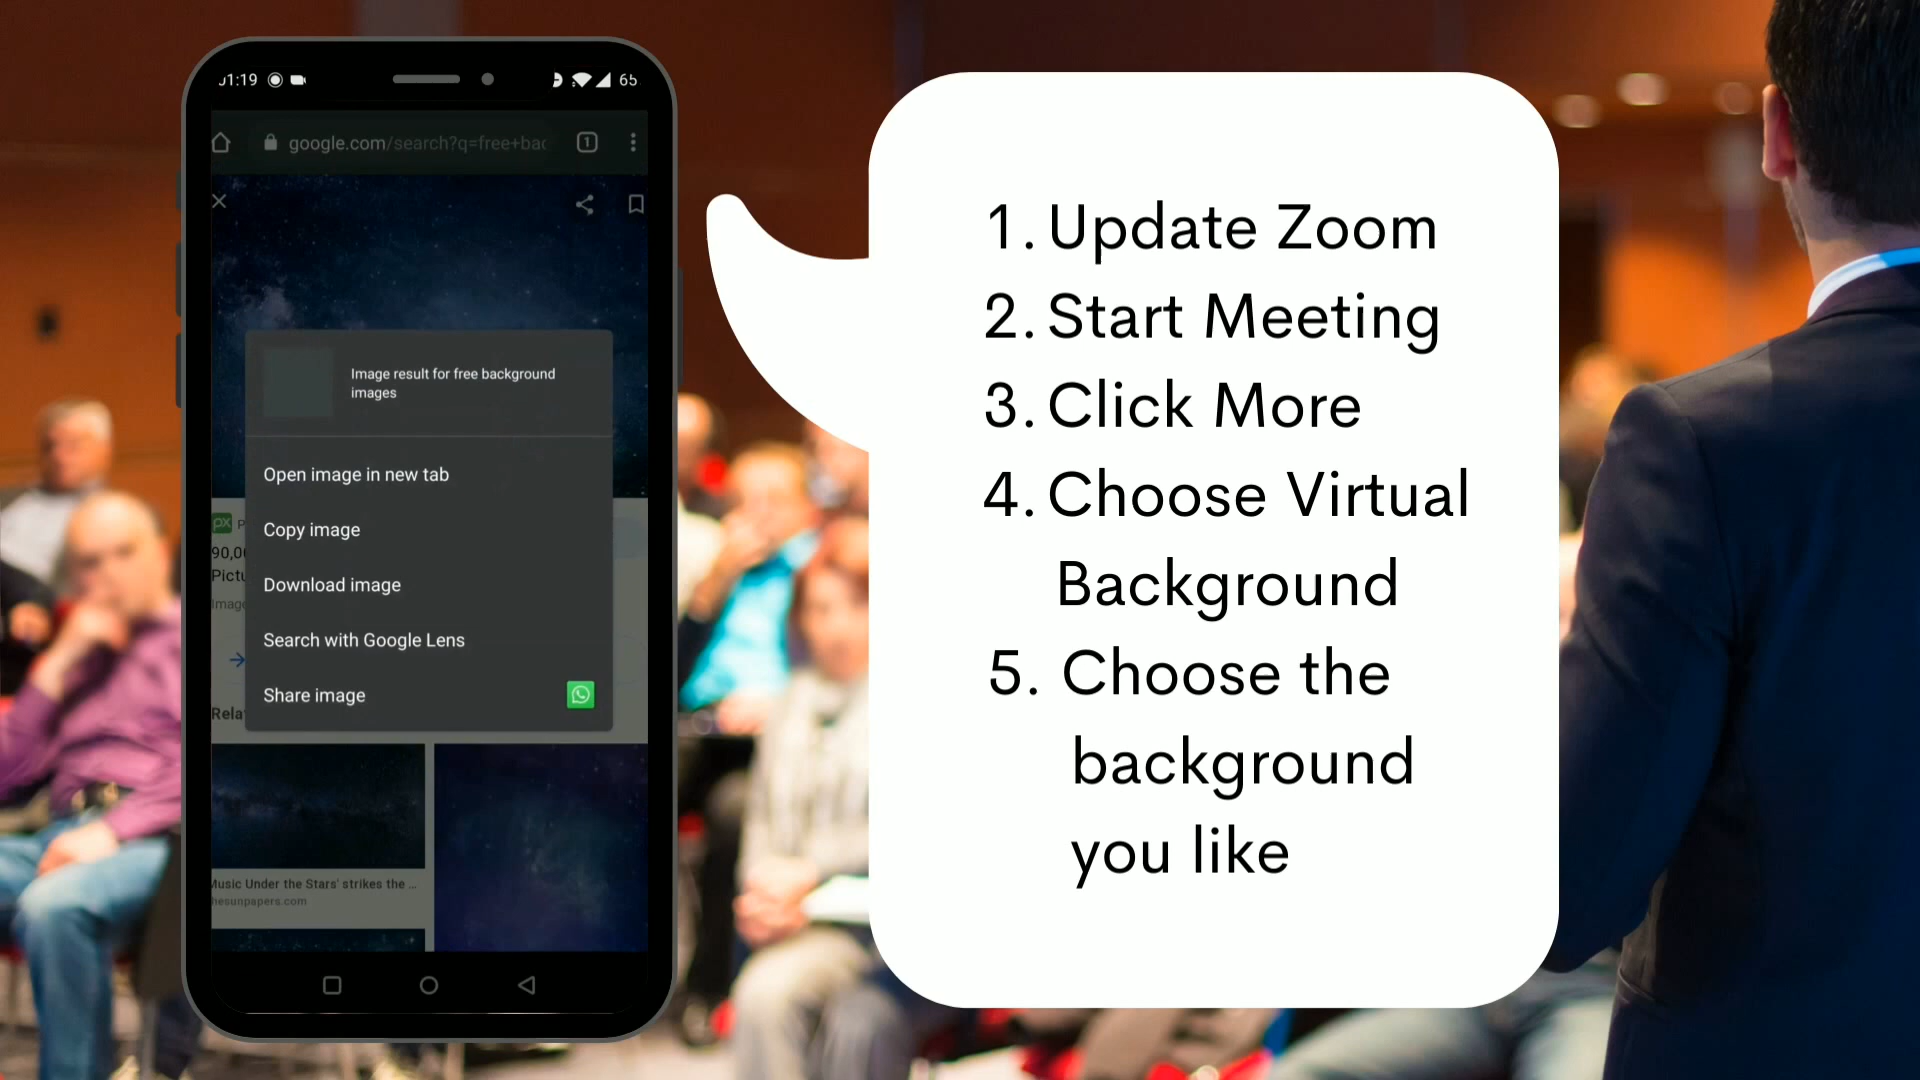 01:19 65
google.com/search?q=free+bac 1
Image result for free background
images
Open image in new tab
Copy image
Download image
Search with Google Lens
Share image
px P
90,0
Pictu
Image
Rela
Music Under the Stars' strikes the ...
hesunpapers.com
1. Update Zoom
2. Start Meeting
3. Click More
4. Choose Virtual
Background
5. Choose the
background
you like